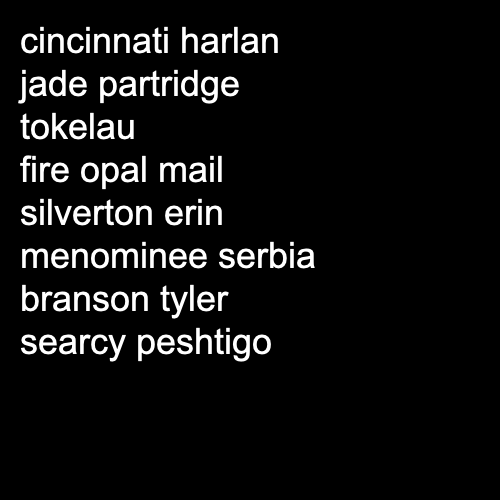 cincinnati harlan
jade partridge
tokelau
fire opal mail
silverton erin
menominee serbia
branson tyler
searcy peshtigo